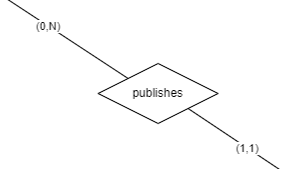 (0,N)
publishes
(1,1)